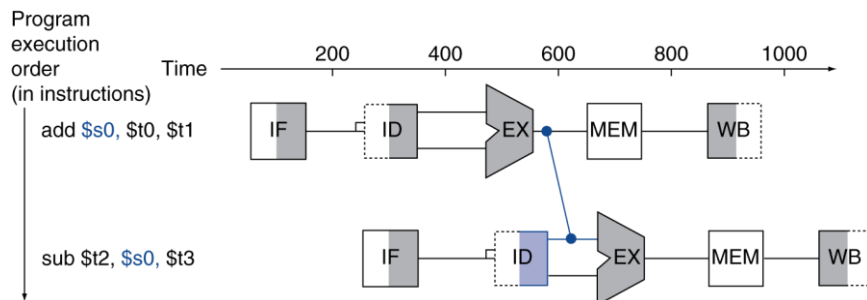 Program
execution
order
(in instructions)
Time
200 400 600 800 1000
add $s0, $t0, $t1
IF ID EX MEM WB
sub $t2, $s0, $t3
IF ID EX MEM WB